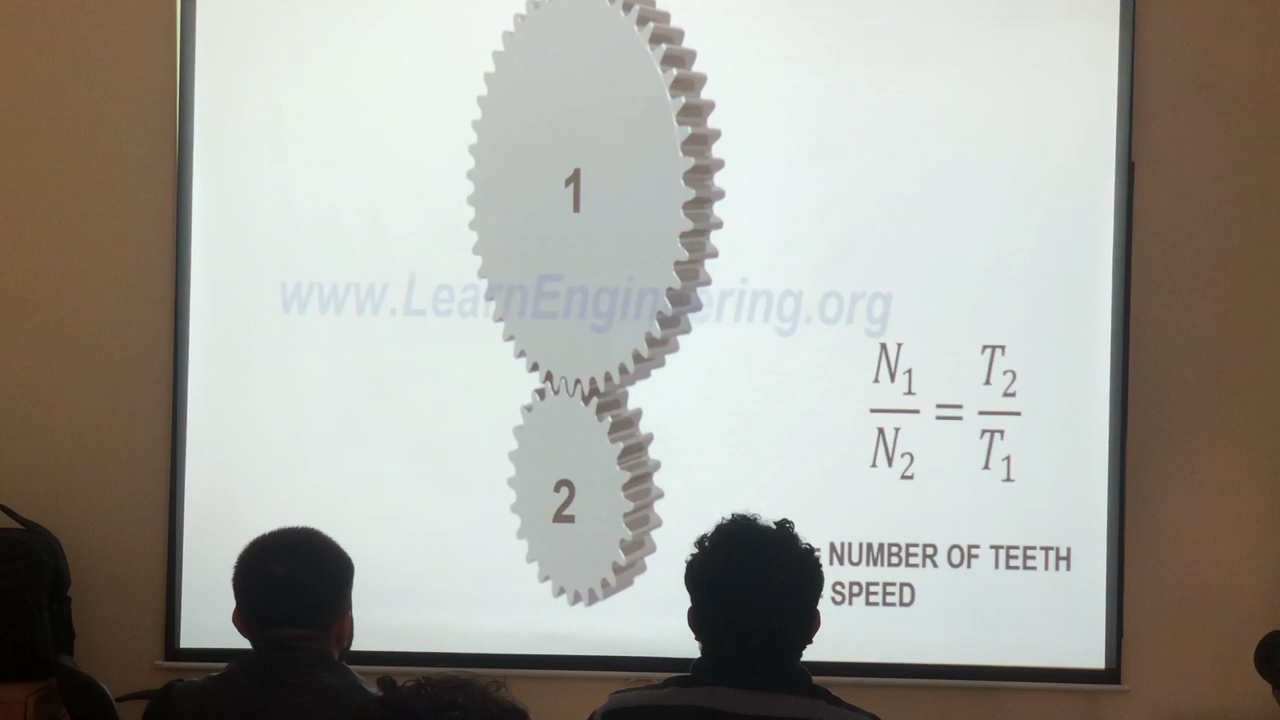 1
www.LearnEngineering.org
N₁/N₂ = T₂/T₁
2
= NUMBER OF TEETH
= SPEED